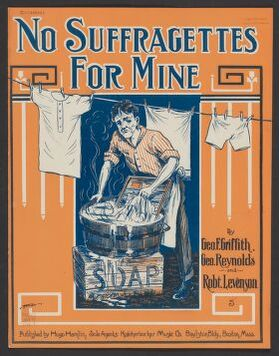 No Suffragettes
For Mine
SOAP
By
Geo. F. Griffith,
Geo. Reynolds
and
Robt. Levenson
5
Published by Hugo Hamlin, Sole Agents Knickerbocker Music Co. Boylston Bldg., Boston, Mass.